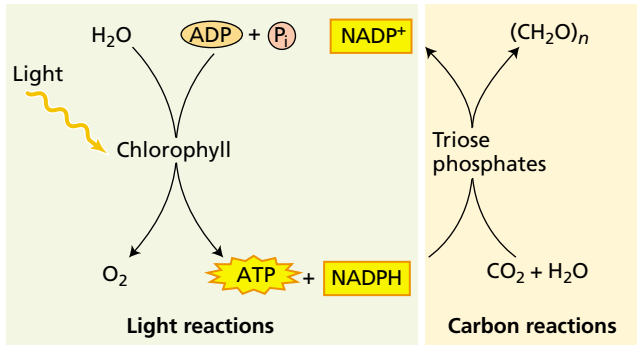 H₂O ADP + Pi NADP⁺ (CH₂O)n
Light
Chlorophyll
Triose
phosphates
O₂ ATP + NADPH CO₂ + H₂O
Light reactions Carbon reactions